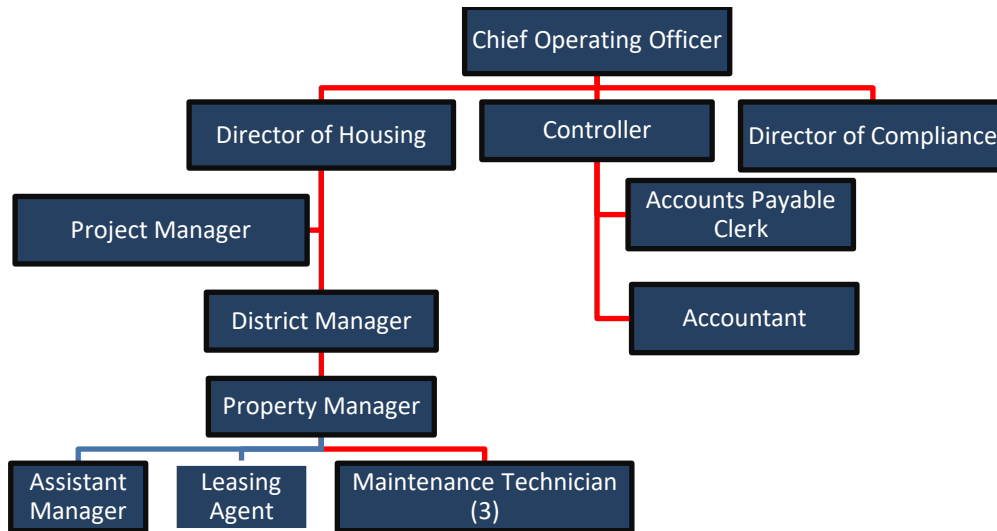 Chief Operating Officer
Director of Housing
Controller
Director of Compliance
Project Manager
Accounts Payable
Clerk
District Manager
Accountant
Property Manager
Assistant
Manager
Leasing
Agent
Maintenance Technician
(3)